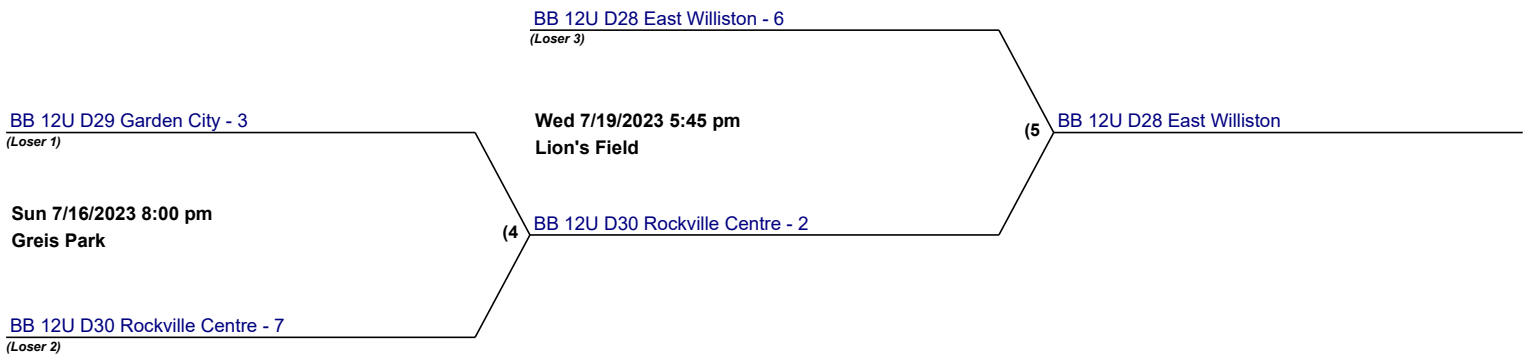 BB 12U D28 East Williston - 6
(Loser 3)
BB 12U D29 Garden City - 3
(Loser 1)
Wed 7/19/2023 5:45 pm
Lion's Field
(5
BB 12U D28 East Williston
Sun 7/16/2023 8:00 pm
Greis Park
(4
BB 12U D30 Rockville Centre - 2
BB 12U D30 Rockville Centre - 7
(Loser 2)